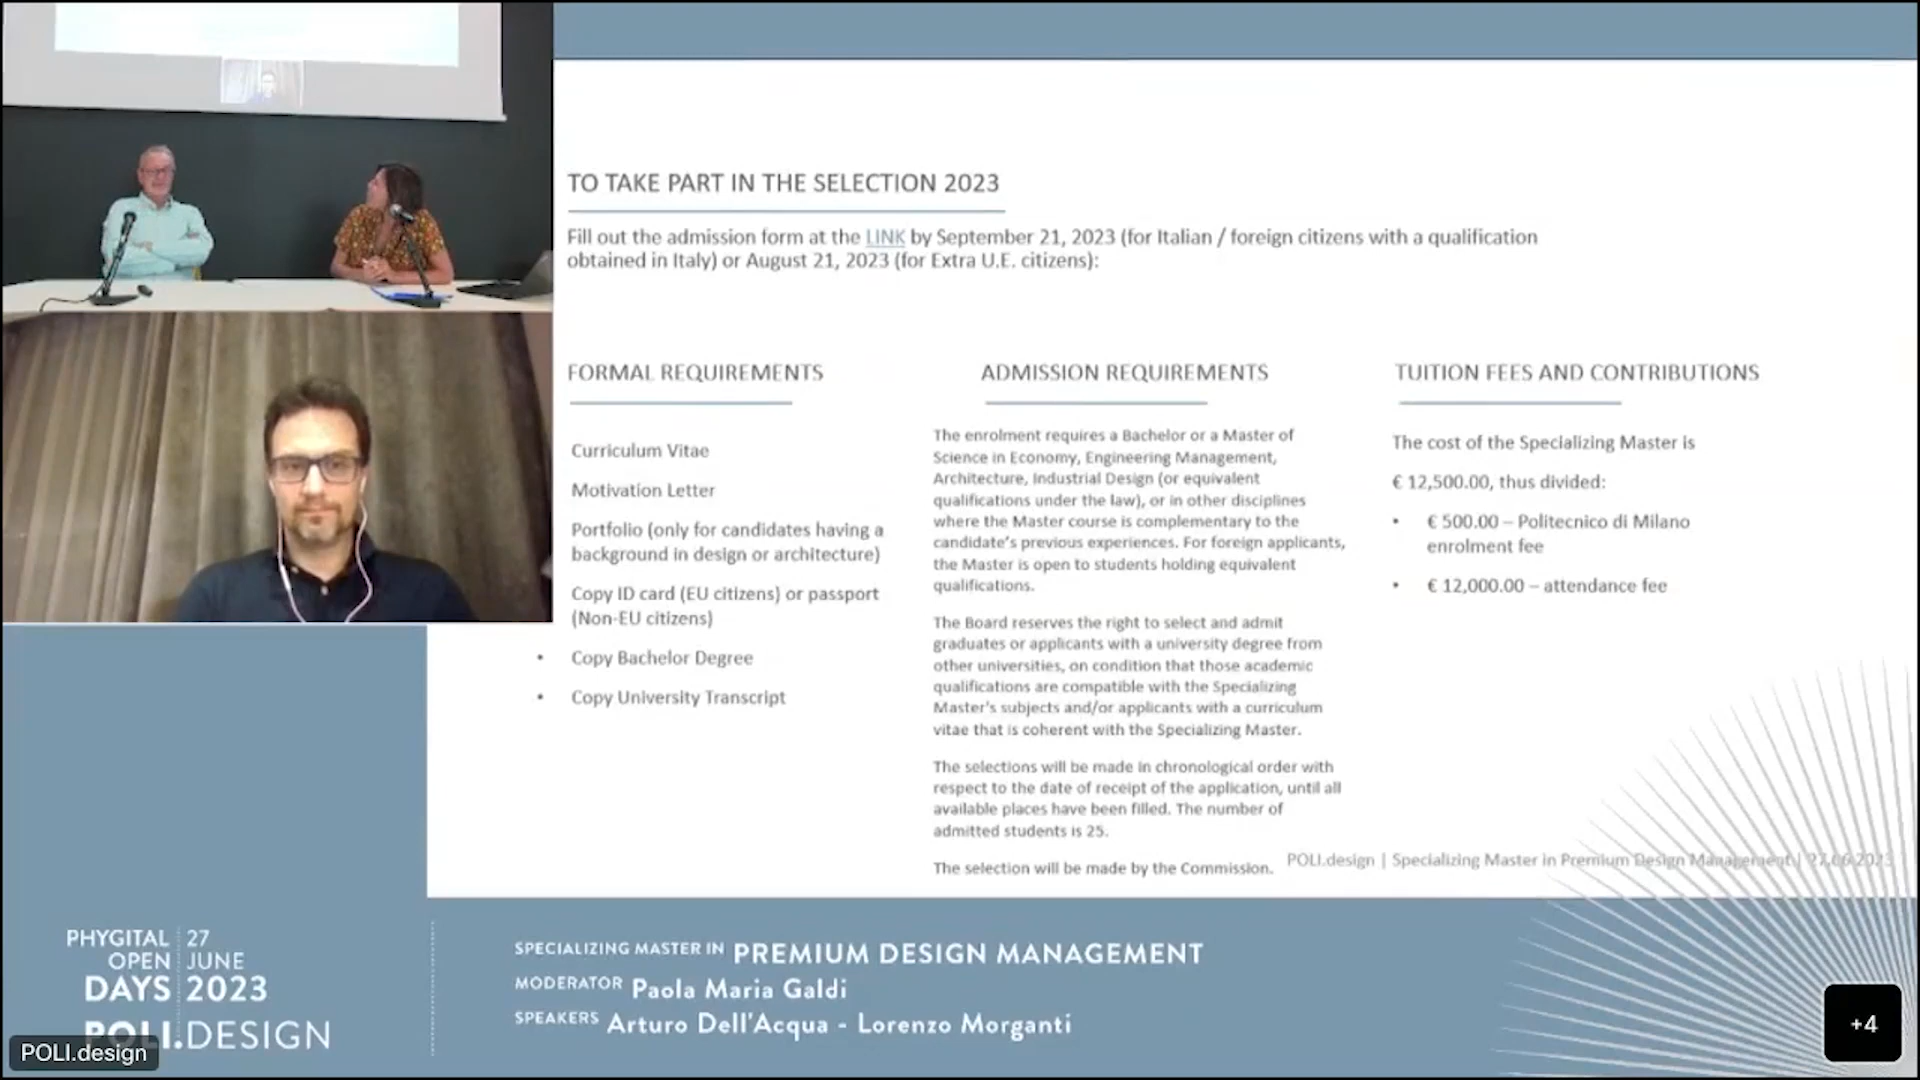 TO TAKE PART IN THE SELECTION 2023
Fill out the admission form at the LINK by September 21, 2023 (for Italian / foreign citizens with a qualification
obtained in Italy) or August 21, 2023 (for Extra U.E. citizens):
FORMAL REQUIREMENTS
Curriculum Vitae
Motivation Letter
Portfolio (only for candidates having a
background in design or architecture)
Copy ID card (EU citizens) or passport
(Non-EU citizens)
• Copy Bachelor Degree
• Copy University Transcript
ADMISSION REQUIREMENTS
The enrolment requires a Bachelor or a Master of
Science in Economy, Engineering Management,
Architecture, Industrial Design (or equivalent
qualifications under the law), or in other disciplines
where the Master course is complementary to the
candidate's previous experiences. For foreign applicants,
the Master is open to students holding equivalent
qualifications.
The Board reserves the right to select and admit
graduates or applicants with a university degree from
other universities, on condition that those academic
qualifications are compatible with the Specializing
Master's subjects and/or applicants with a curriculum
vitae that is coherent with the Specializing Master.
The selections will be made in chronological order with
respect to the date of receipt of the application, until all
available places have been filled. The number of
admitted students is 25.
The selection will be made by the Commission.
TUITION FEES AND CONTRIBUTIONS
The cost of the Specializing Master is
€ 12,500.00, thus divided:
• € 500.00 – Politecnico di Milano
enrolment fee
• € 12,000.00 – attendance fee
POLI.design | Specializing Master in Premium Design Management | 27.06.2023
PHYGITAL 27
OPEN JUNE
DAYS 2023
POLI.DESIGN
POLI.design
SPECIALIZING MASTER IN PREMIUM DESIGN MANAGEMENT
MODERATOR Paola Maria Galdi
SPEAKERS Arturo Dell'Acqua - Lorenzo Morganti
+4